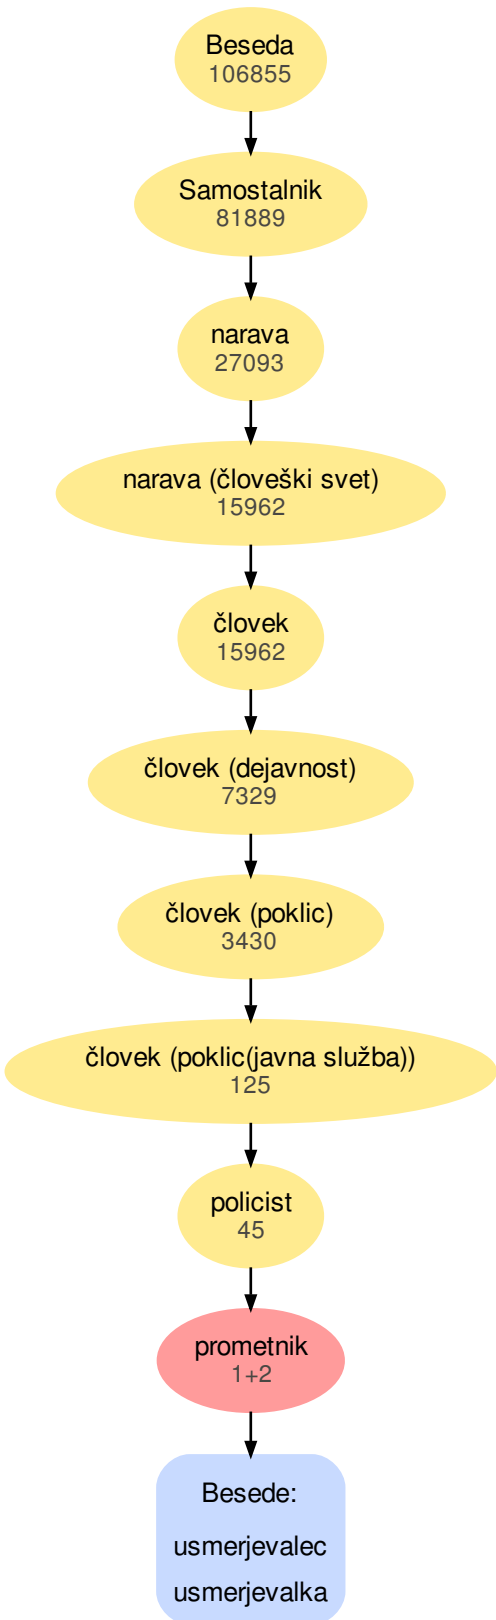 Beseda
106855
Samostalnik
81889
narava
27093
narava (človeški svet)
15962
človek
15962
človek (dejavnost)
7329
človek (poklic)
3430
človek (poklic(javna služba))
125
policist
45
prometnik
1+2
Besede:
usmerjevalec
usmerjevalka